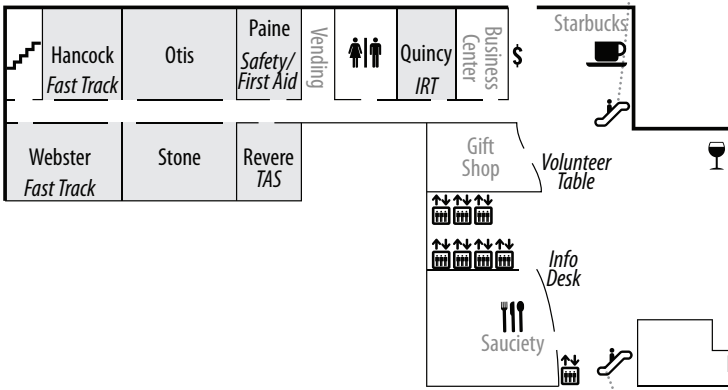 Hancock
Fast Track
Otis
Paine
Safety/
First Aid
Vending
Quincy
IRT
Business
Center
$
Starbucks
Webster
Fast Track
Stone
Revere
TAS
Gift
Shop
Volunteer
Table
Info
Desk
Sauciety